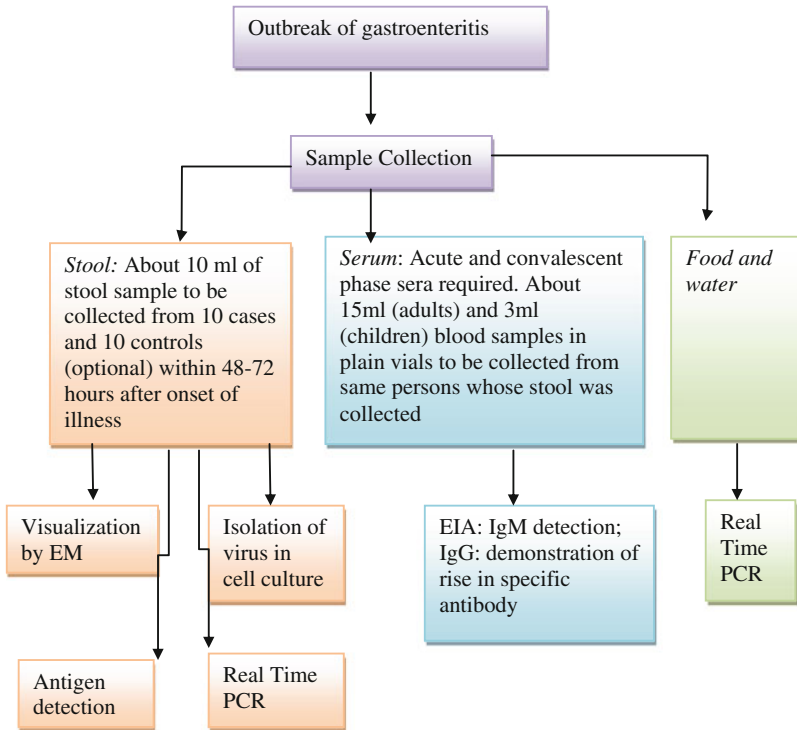 Outbreak of gastroenteritis
Sample Collection
Stool: About 10 ml of
stool sample to be
collected from 10 cases
and 10 controls
(optional) within 48-72
hours after onset of
illness
Serum: Acute and convalescent
phase sera required. About
15ml (adults) and 3ml
(children) blood samples in
plain vials to be collected from
same persons whose stool was
collected
Food and
water
Visualization
by EM
Isolation of
virus in
cell culture
EIA: IgM detection;
IgG: demonstration of
rise in specific
antibody
Real
Time
PCR
Antigen
detection
Real Time
PCR